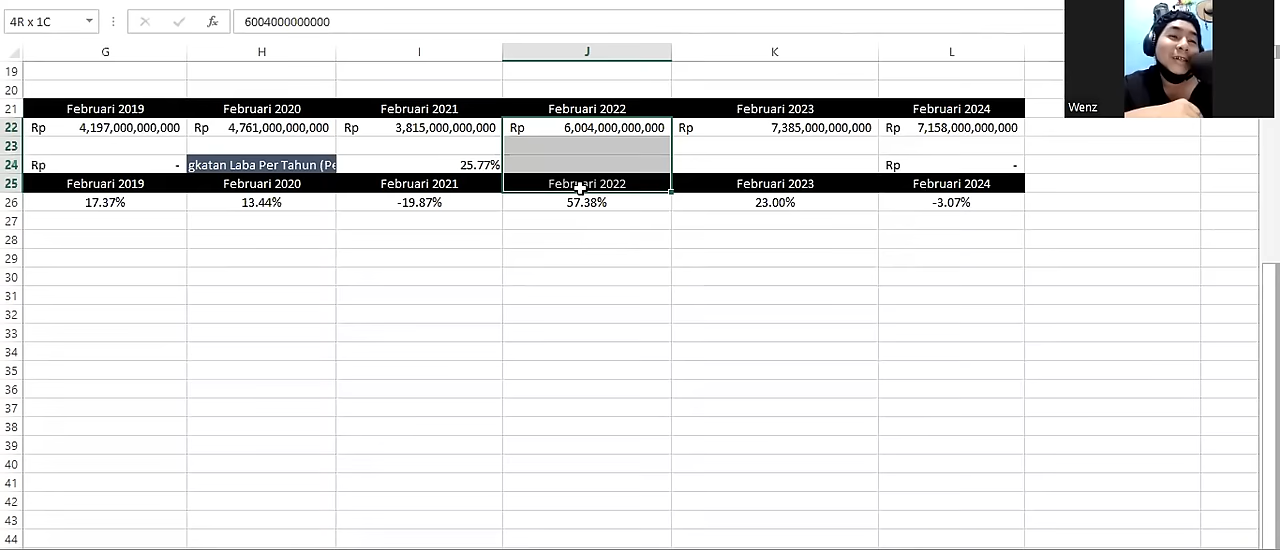 4R x 1C fx 6004000000000
G H I J K L
19
20
21 Februari 2019 Februari 2020 Februari 2021 Februari 2022 Februari 2023 Februari 2024
22 Rp 4,197,000,000,000 Rp 4,761,000,000,000 Rp 3,815,000,000,000 Rp 6,004,000,000,000 Rp 7,385,000,000,000 Rp 7,158,000,000,000
23
24 Rp - gkatan Laba Per Tahun (Pe 25.77% Rp -
25 Februari 2019 Februari 2020 Februari 2021 Februari 2022 Februari 2023 Februari 2024
26 17.37% 13.44% -19.87% 57.38% 23.00% -3.07%
27
28
29
30
31
32
33
34
35
36
37
38
39
40
41
42
43
44
Wenz